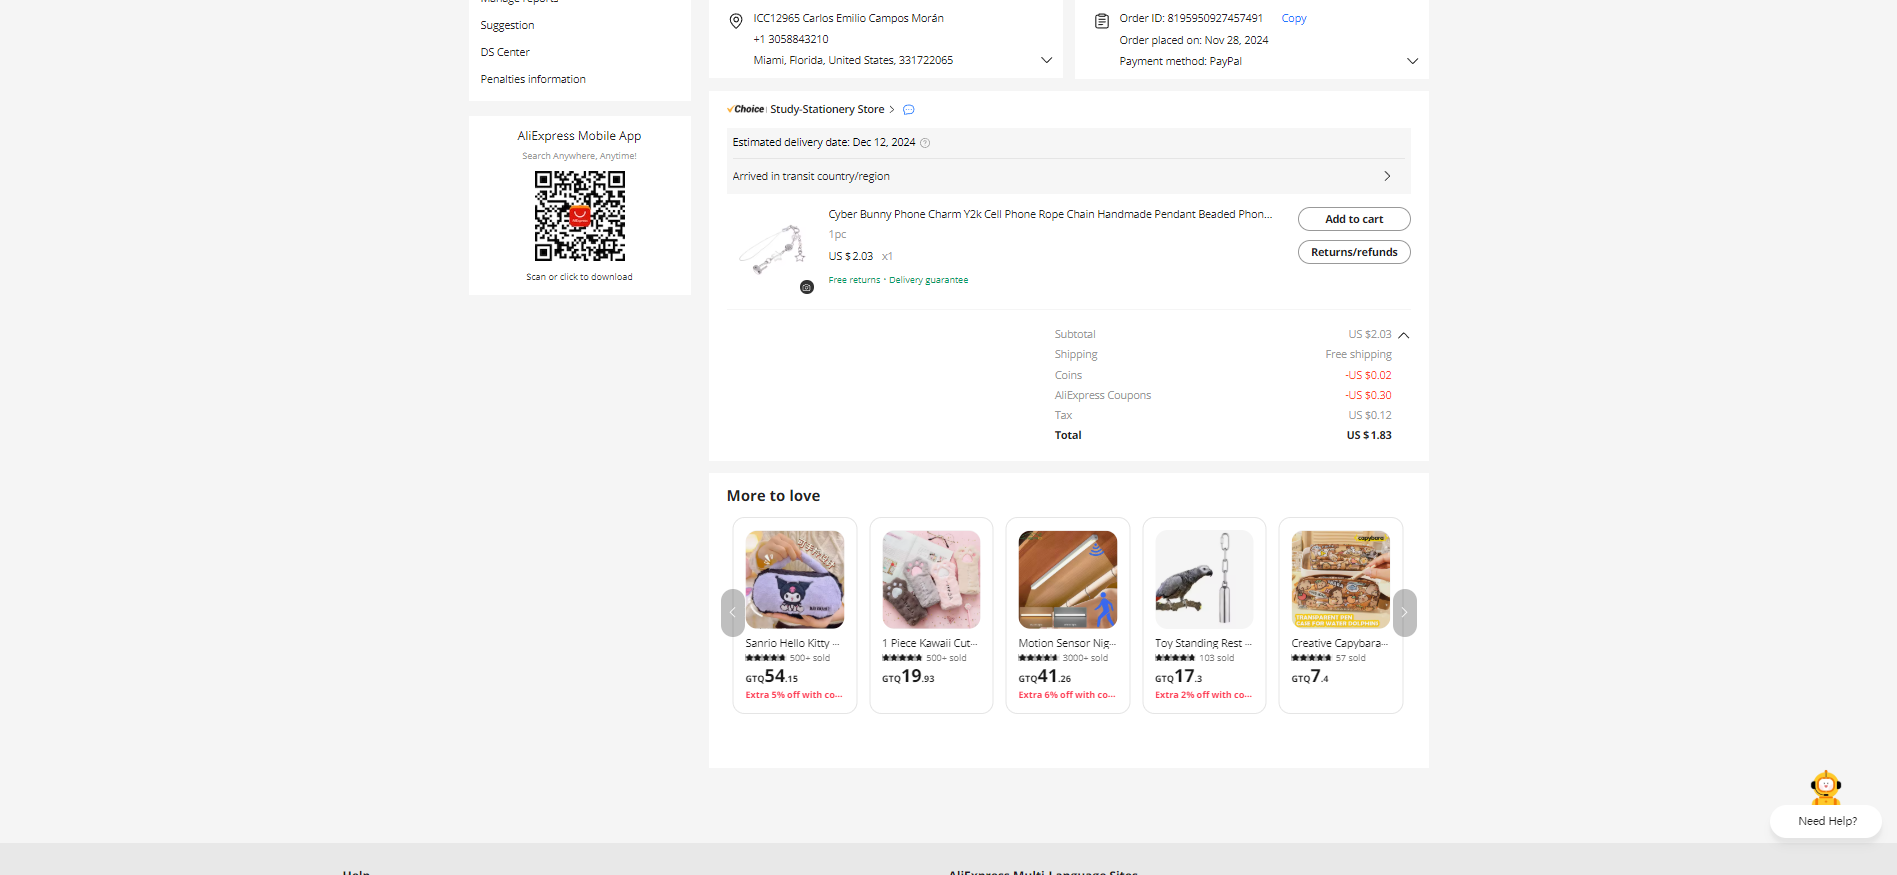 Manage reports
Suggestion
DS Center
Penalties information
AliExpress Mobile App
Search Anywhere, Anytime!
AliExpress
Scan or click to download
ICC12965 Carlos Emilio Campos Morán
+1 3058843210
Miami, Florida, United States, 331722065
Order ID: 8195950927457491 Copy
Order placed on: Nov 28, 2024
Payment method: PayPal
Choice Study-Stationery Store >
Estimated delivery date: Dec 12, 2024
Arrived in transit country/region
Cyber Bunny Phone Charm Y2k Cell Phone Rope Chain Handmade Pendant Beaded Phon...
1pc
US $2.03 x1
Free returns · Delivery guarantee
Add to cart
Returns/refunds
Subtotal US $2.03
Shipping Free shipping
Coins -US $0.02
AliExpress Coupons -US $0.30
Tax US $0.12
Total US $1.83
More to love
Sanrio Hello Kitty ...
500+ sold
GTQ54.15
Extra 5% off with co...
1 Piece Kawaii Cut...
500+ sold
GTQ19.93
Motion Sensor Nig...
3000+ sold
GTQ41.26
Extra 6% off with co...
Toy Standing Rest ...
103 sold
GTQ17.3
Extra 2% off with co...
capybara
TRANSPARENT PEN
CASE FOR WATER DOLPHINS
Creative Capybara...
57 sold
GTQ7.4
Need Help?
Help
AliExpress Multi-Language Sites